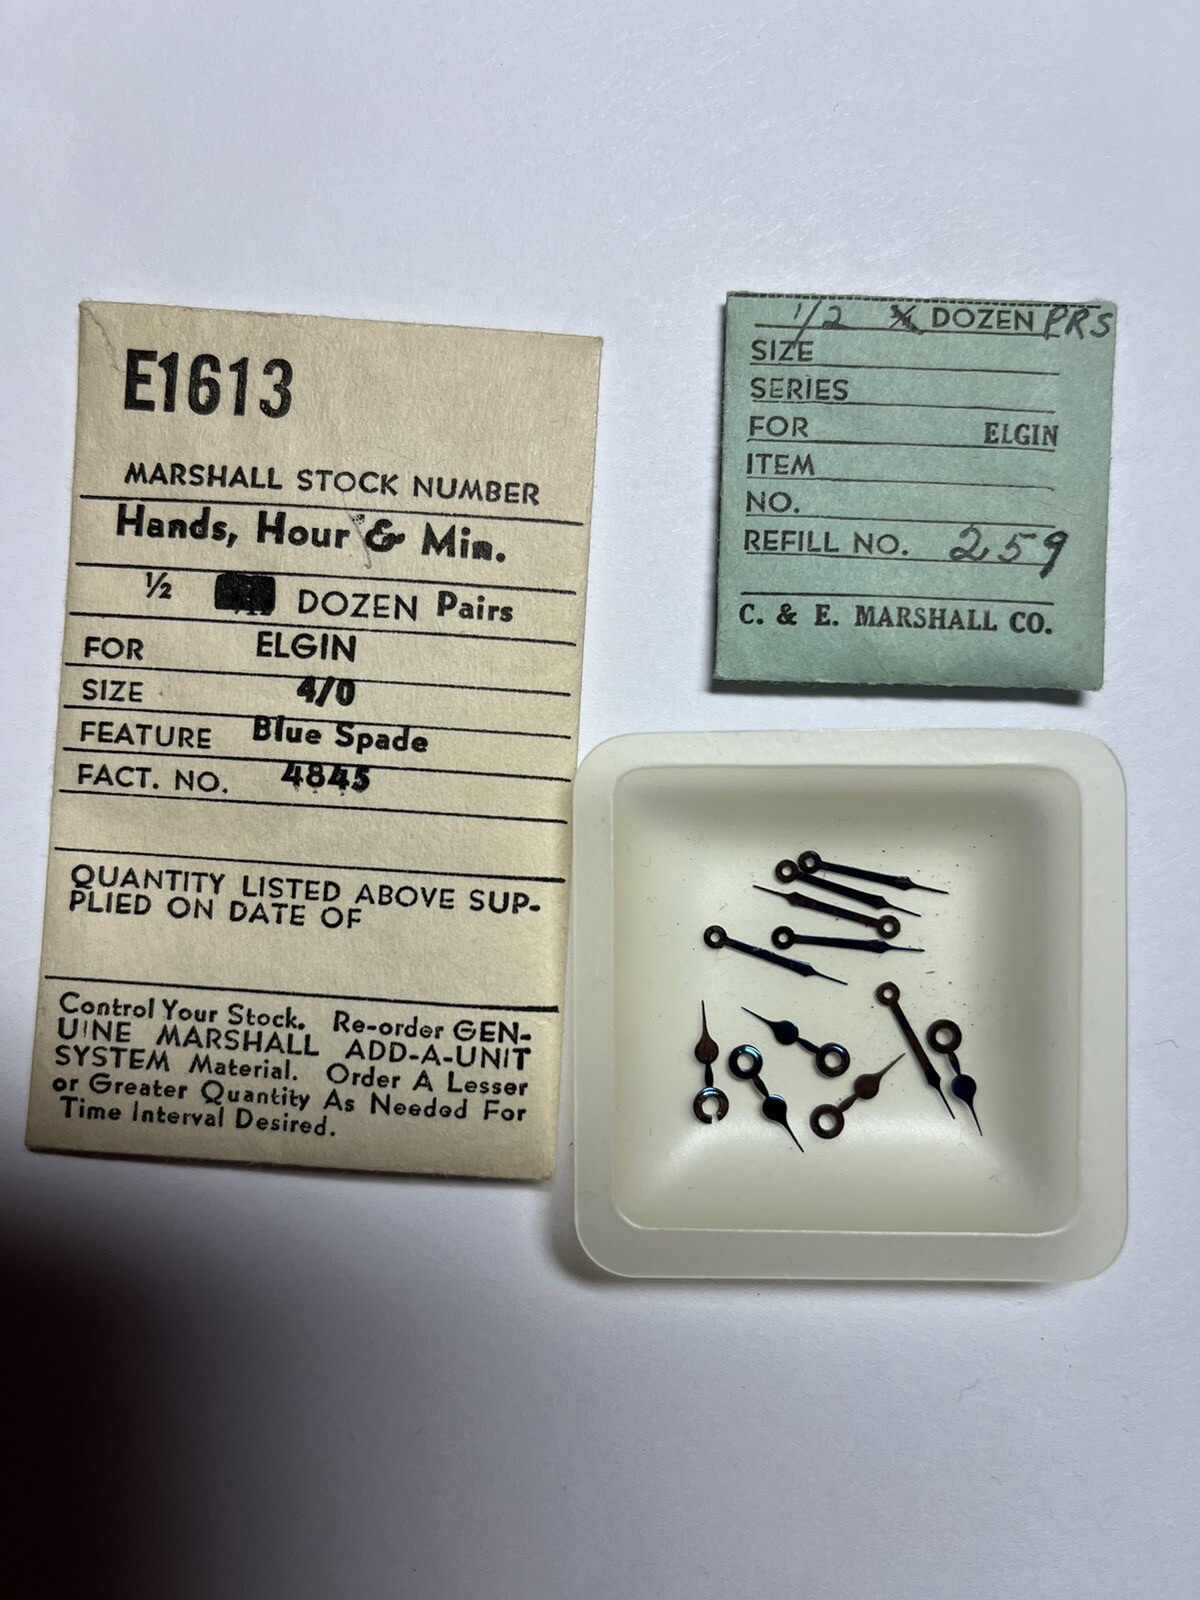 E1613
MARSHALL STOCK NUMBER
Hands, Hour & Min.
½ DOZEN Pairs
FOR ELGIN
SIZE 4/0
FEATURE Blue Spade
FACT. NO. 4845
QUANTITY LISTED ABOVE SUP-
PLIED ON DATE OF
Control Your Stock. Re-order GEN-
UINE MARSHALL ADD-A-UNIT
SYSTEM Material. Order A Lesser
or Greater Quantity As Needed For
Time Interval Desired.
1/2 DOZEN PRS
SIZE
SERIES
FOR ELGIN
ITEM
NO.
REFILL NO. 259
C. & E. MARSHALL CO.